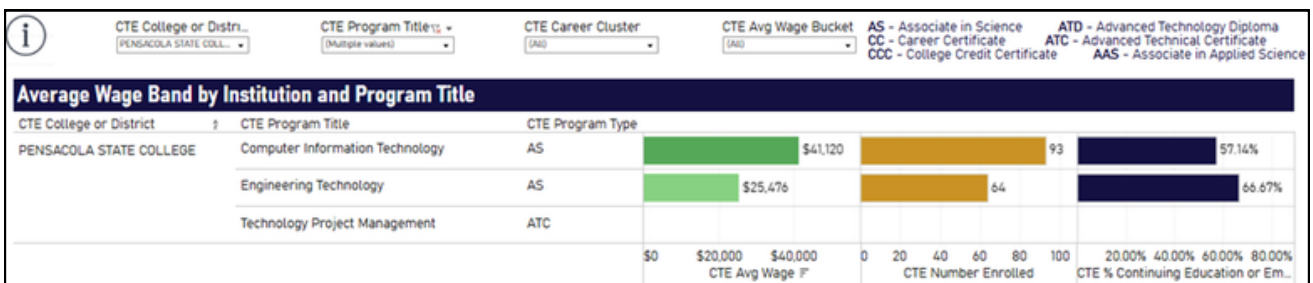 i
CTE College or Distri...
PENSACOLA STATE COLL...
CTE Program Title
(Multiple values)
CTE Career Cluster
(All)
CTE Avg Wage Bucket
(All)
AS - Associate in Science ATD - Advanced Technology Diploma
CC - Career Certificate ATC - Advanced Technical Certificate
CCC - College Credit Certificate AAS - Associate in Applied Science
Average Wage Band by Institution and Program Title
CTE College or District CTE Program Title CTE Program Type
PENSACOLA STATE COLLEGE Computer Information Technology AS $41,120 93 57.14%
Engineering Technology AS $25,476 64 66.67%
Technology Project Management ATC
$0 $20,000 $40,000 0 20 40 60 80 100 20.00% 40.00% 60.00% 80.00%
CTE Avg Wage CTE Number Enrolled CTE % Continuing Education or Em...